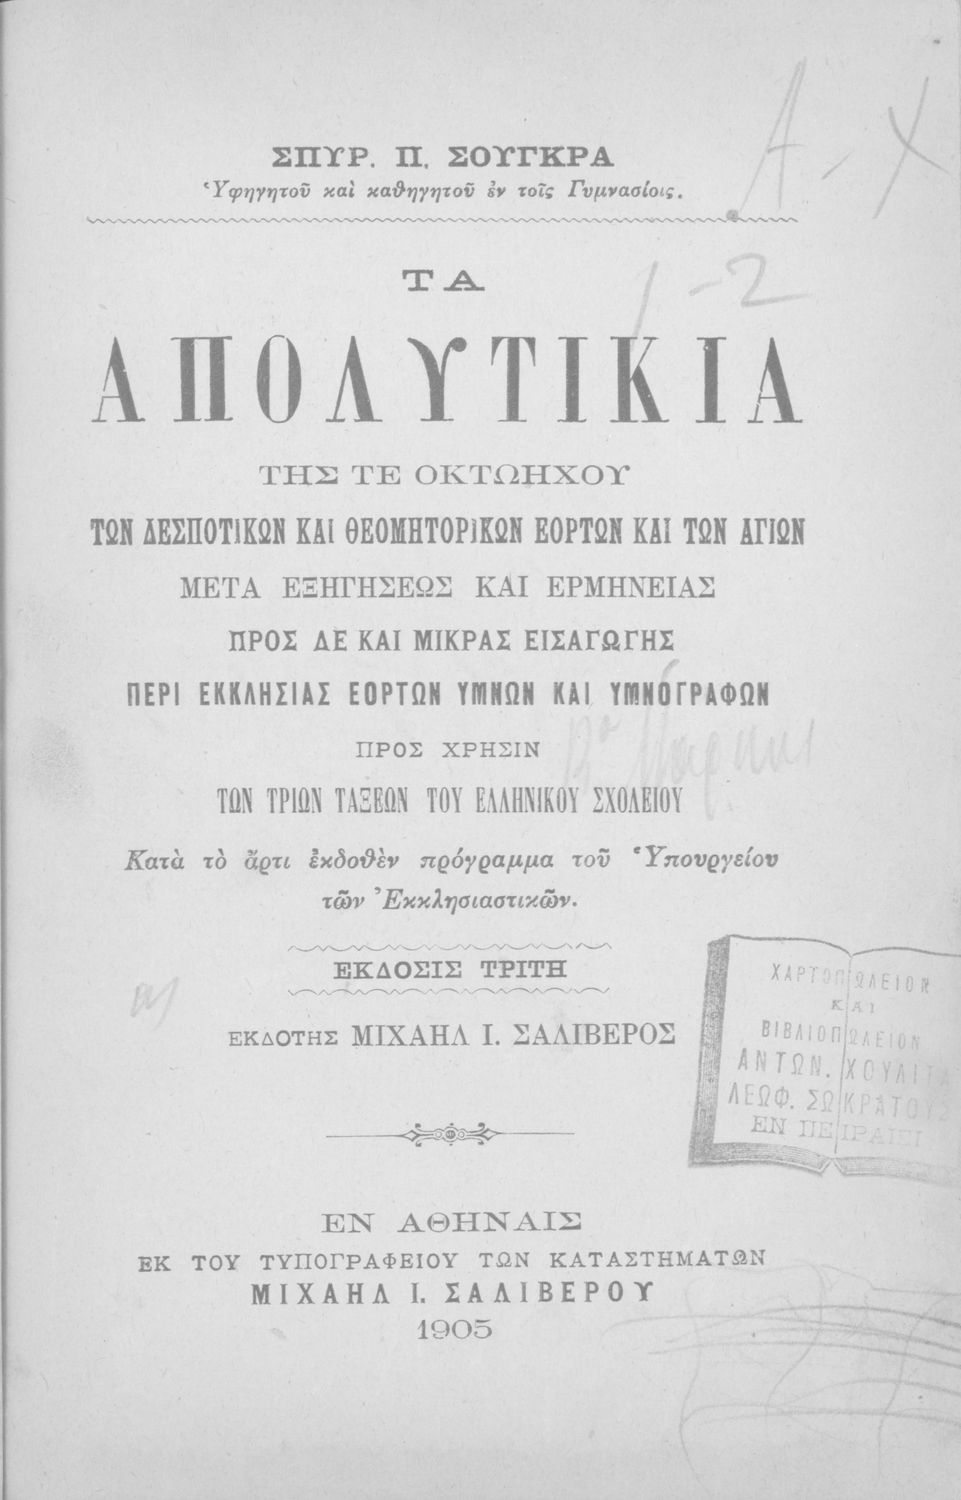 ΣΠΥΡ. Π. ΣΟΥΓΚΡΑ
Ὑφηγητοῦ καὶ καθηγητοῦ ἐν τοῖς Γυμνασίοις.
Α - Χ
1 - 2
ΤΑ
ΑΠΟΛΥΤΙΚΙΑ
ΤΗΣ ΤΕ ΟΚΤΩΗΧΟΥ
ΤΩΝ ΔΕΣΠΟΤΙΚΩΝ ΚΑΙ ΘΕΟΜΗΤΟΡΙΚΩΝ ΕΟΡΤΩΝ ΚΑΙ ΤΩΝ ΑΓΙΩΝ
ΜΕΤΑ ΕΞΗΓΗΣΕΩΣ ΚΑΙ ΕΡΜΗΝΕΙΑΣ
ΠΡΟΣ ΔΕ ΚΑΙ ΜΙΚΡΑΣ ΕΙΣΑΓΩΓΗΣ
ΠΕΡΙ ΕΚΚΛΗΣΙΑΣ ΕΟΡΤΩΝ ΥΜΝΩΝ ΚΑΙ ΥΜΝΟΓΡΑΦΩΝ
ΠΡΟΣ ΧΡΗΣΙΝ
ΤΩΝ ΤΡΙΩΝ ΤΑΞΕΩΝ ΤΟΥ ΕΛΛΗΝΙΚΟΥ ΣΧΟΛΕΙΟΥ
Κατὰ τὸ ἄρτι ἐκδοθὲν πρόγραμμα τοῦ Ὑπουργείου
τῶν Ἐκκλησιαστικῶν.
ΕΚΔΟΣΙΣ ΤΡΙΤΗ
ΕΚΔΟΤΗΣ ΜΙΧΑΗΛ Ι. ΣΑΛΙΒΕΡΟΣ
ΧΑΡΤΟΠΩΛΕΙΟΝ
ΚΑΙ
ΒΙΒΛΙΟΠΩΛΕΙΟΝ
ΑΝΤΩΝ. ΧΟΥΛΙΤΑ
ΛΕΩΦ. ΣΩΚΡΑΤΟΥΣ
ΕΝ ΠΕΙΡΑΙΕΙ
ΕΝ ΑΘΗΝΑΙΣ
ΕΚ ΤΟΥ ΤΥΠΟΓΡΑΦΕΙΟΥ ΤΩΝ ΚΑΤΑΣΤΗΜΑΤΩΝ
ΜΙΧΑΗΛ Ι. ΣΑΛΙΒΕΡΟΥ
1905